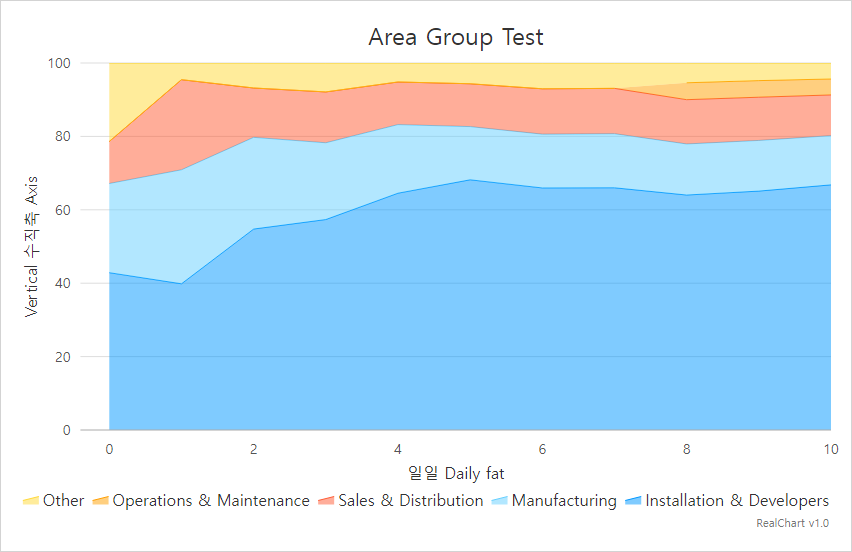 Area Group Test
100
80
60
40
20
0
Vertical 수직축 Axis
0 2 4 6 8 10
일일 Daily fat
Other Operations & Maintenance Sales & Distribution Manufacturing Installation & Developers
RealChart v1.0